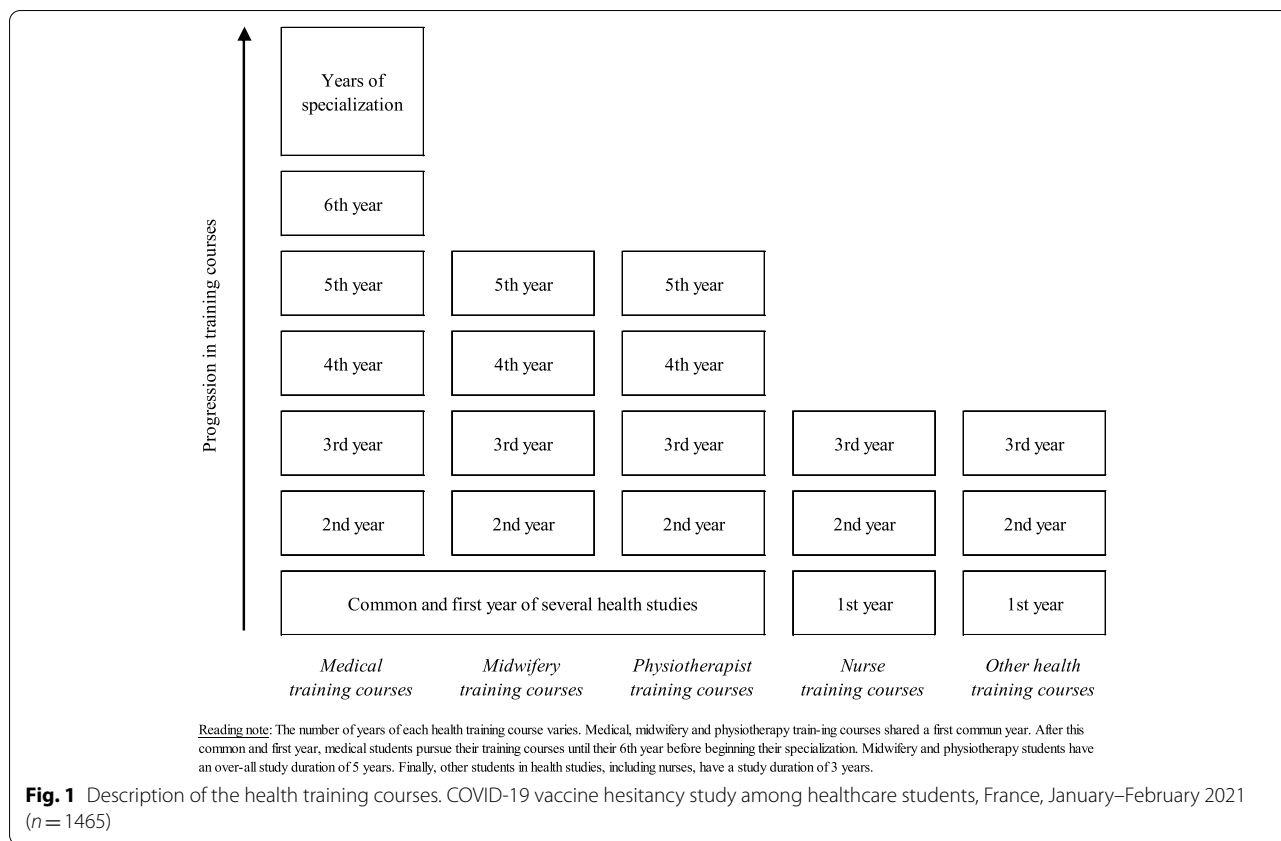 Years of
specialization
6th year
5th year 5th year 5th year
4th year 4th year 4th year
3rd year 3rd year 3rd year 3rd year 3rd year
2nd year 2nd year 2nd year 2nd year 2nd year
Common and first year of several health studies 1st year 1st year
Progression in training courses
Medical Midwifery Physiotherapist Nurse Other health
training courses training courses training courses training courses training courses
Reading note: The number of years of each health training course varies. Medical, midwifery and physiotherapy train-ing courses shared a first commun year. After this
common and first year, medical students pursue their training courses until their 6th year before beginning their specialization. Midwifery and physiotherapy students have
an over-all study duration of 5 years. Finally, other students in health studies, including nurses, have a study duration of 3 years.
Fig. 1 Description of the health training courses. COVID-19 vaccine hesitancy study among healthcare students, France, January–February 2021
(n = 1465)